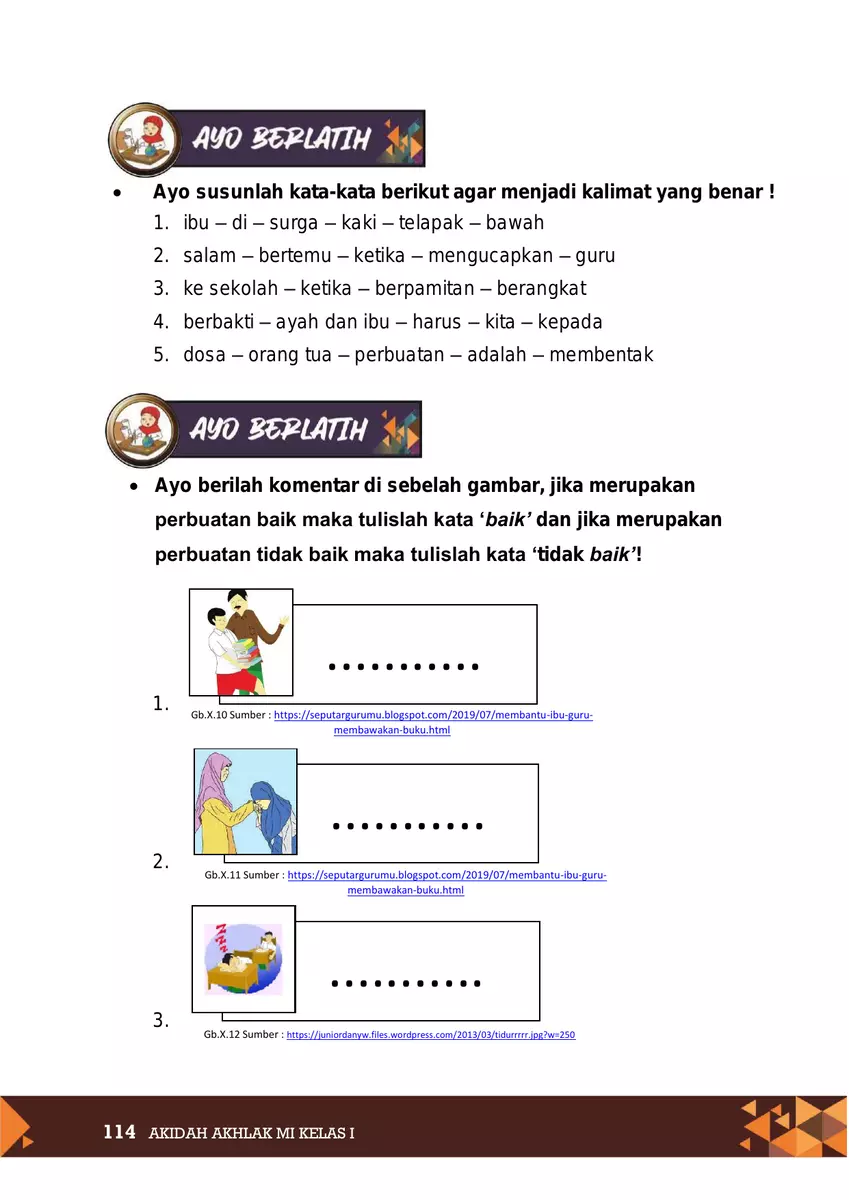 AYO BERLATIH
• Ayo susunlah kata-kata berikut agar menjadi kalimat yang benar !
1. ibu – di – surga – kaki – telapak – bawah
2. salam – bertemu – ketika – mengucapkan – guru
3. ke sekolah – ketika – berpamitan – berangkat
4. berbakti – ayah dan ibu – harus – kita – kepada
5. dosa – orang tua – perbuatan – adalah – membentak
AYO BERLATIH
• Ayo berilah komentar di sebelah gambar, jika merupakan
perbuatan baik maka tulislah kata ‘baik’ dan jika merupakan
perbuatan tidak baik maka tulislah kata ‘tidak baik’!
...........
1.
Gb.X.10 Sumber : https://seputargurumu.blogspot.com/2019/07/membantu-ibu-guru-
membawakan-buku.html
...........
2.
Gb.X.11 Sumber : https://seputargurumu.blogspot.com/2019/07/membantu-ibu-guru-
membawakan-buku.html
zzz
...........
3.
Gb.X.12 Sumber : https://juniordanyw.files.wordpress.com/2013/03/tidurrrrr.jpg?w=250
114 AKIDAH AKHLAK MI KELAS I